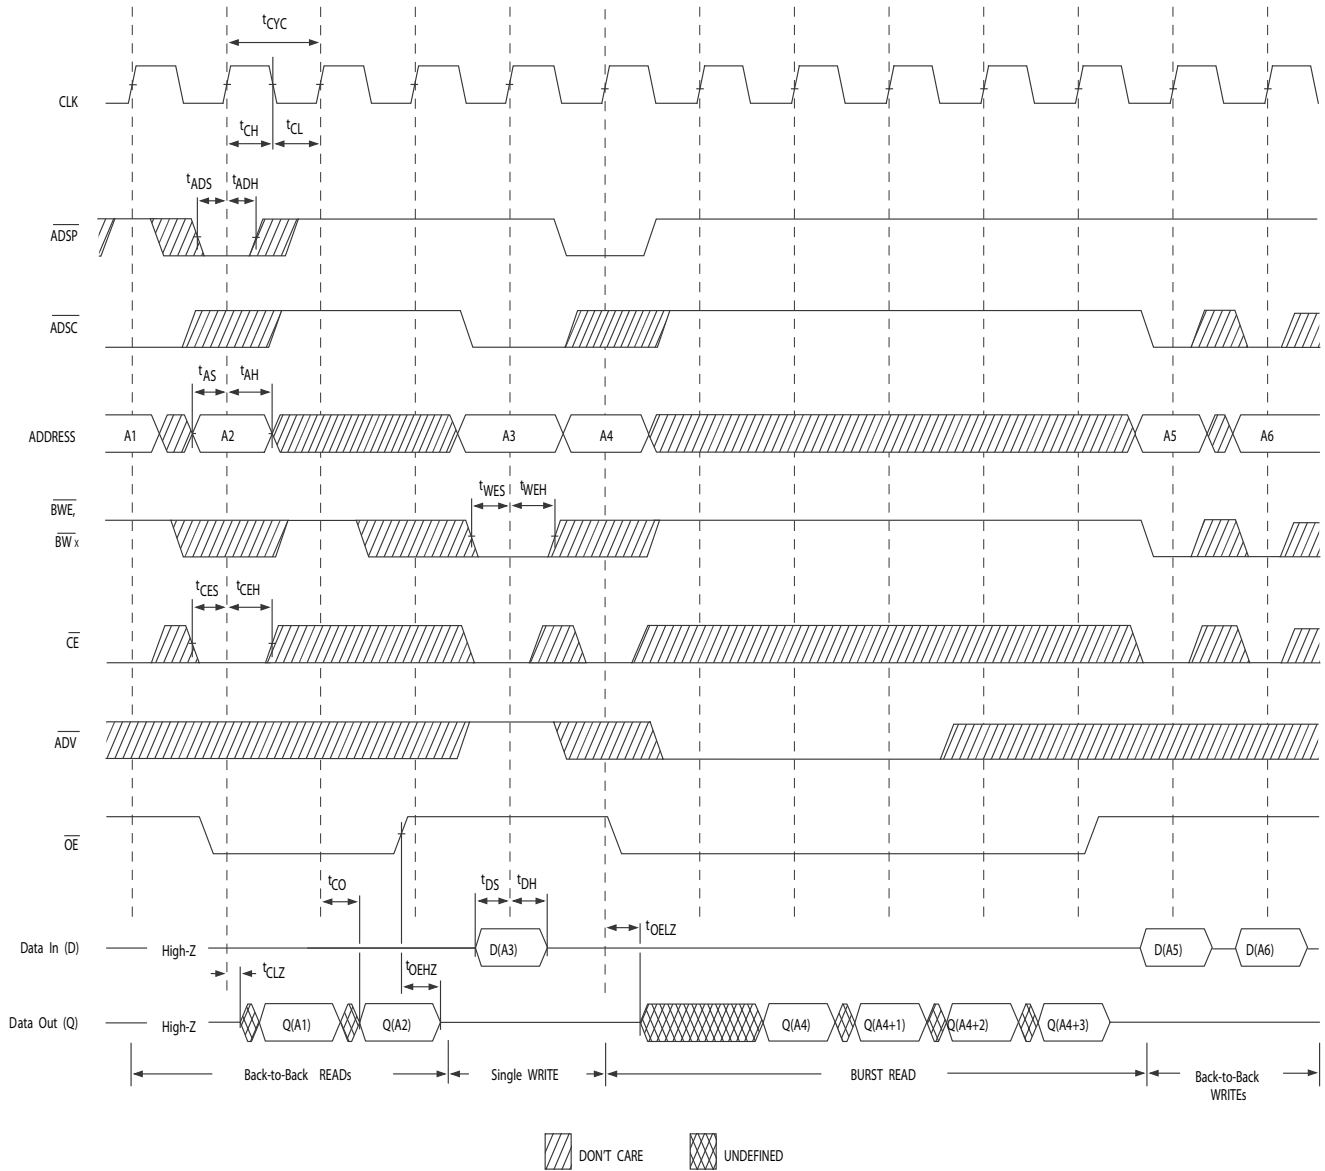 tCYC
CLK
tCH
tCL
tADS
tADH
ADSP
ADSC
tAS
tAH
ADDRESS
A1
A2
A3
A4
A5
A6
tWES
tWEH
BWE,
BW x
tCES
tCEH
CE
ADV
OE
tCO
tDS
tDH
tOELZ
Data In (D)
High-Z
D(A3)
D(A5)
D(A6)
tCLZ
tOEHZ
Data Out (Q)
High-Z
Q(A1)
Q(A2)
Q(A4)
Q(A4+1)
Q(A4+2)
Q(A4+3)
Back-to-Back READs
Single WRITE
BURST READ
Back-to-Back
WRITEs
DON'T CARE
UNDEFINED